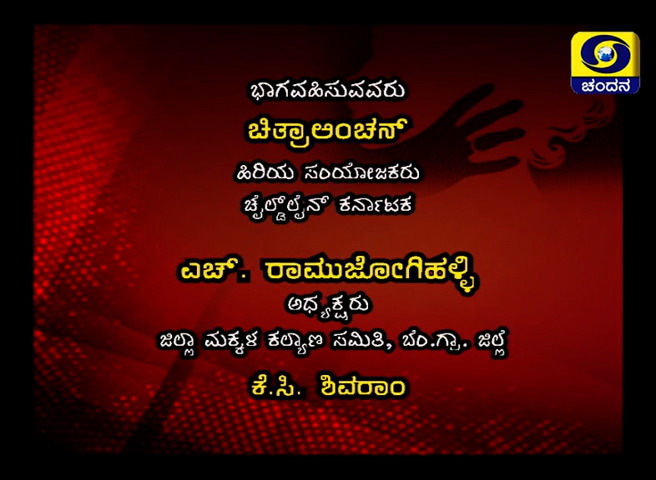 ಚಂದನ
ಭಾಗವಹಿಸುವವರು
ಚಿತ್ರಾಆಂಚನ್
ಹಿರಿಯ ಸಂಯೋಜಕರು
ಚೈಲ್ಡ್‌ಲೈನ್ ಕರ್ನಾಟಕ
ಎಚ್. ರಾಮುಜೋಗಿಹಳ್ಳಿ
ಅಧ್ಯಕ್ಷರು
ಜಿಲ್ಲಾ ಮಕ್ಕಳ ಕಲ್ಯಾಣ ಸಮಿತಿ, ಬೆಂ.ಗ್ರಾ. ಜಿಲ್ಲೆ
ಕೆ.ಸಿ. ಶಿವರಾಂ